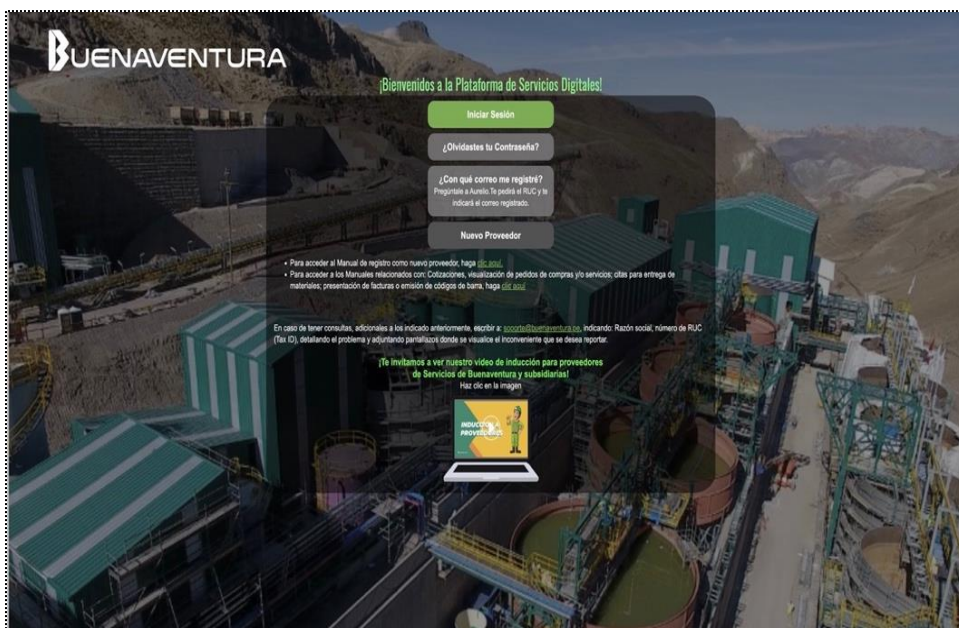 BUENAVENTURA
¡Bienvenidos a la Plataforma de Servicios Digitales!
Iniciar Sesión
¿Olvidastes tu Contraseña?
¿Con qué correo me registré?
Pregúntale a Aurelio.Te pedirá el RUC y te
indicará el correo registrado.
Nuevo Proveedor
• Para acceder al Manual de registro como nuevo proveedor, haga clic aquí.
• Para acceder a los Manuales relacionados con: Cotizaciones, visualización de pedidos de compras y/o servicios; citas para entrega de
materiales; presentación de facturas o emisión de códigos de barra, haga clic aquí
En caso de tener consultas, adicionales a los indicado anteriormente, escribir a: soporte@buenaventura.pe, indicando: Razón social, número de RUC
(Tax ID), detallando el problema y adjuntando pantallazos donde se visualice el inconveniente que se desea reportar.
¡Te invitamos a ver nuestro video de inducción para proveedores
de Servicios de Buenaventura y subsidiarias!
Haz clic en la imagen
INDUCCIÓN A
PROVEEDORES